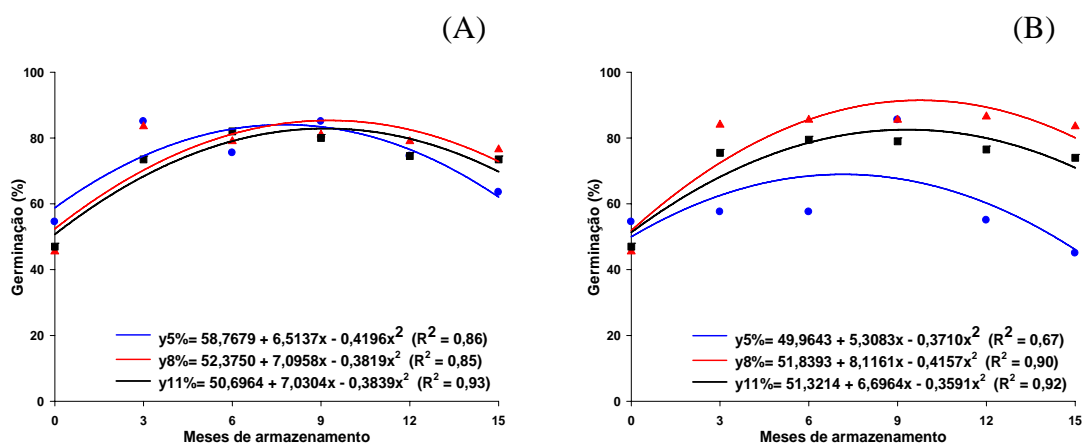 (A)
100
80
60
40
20
0
Germinação (%)
y5%= 58,7679 + 6,5137x - 0,4196x² (R² = 0,86)
y8%= 52,3750 + 7,0958x - 0,3819x² (R² = 0,85)
y11%= 50,6964 + 7,0304x - 0,3839x² (R² = 0,93)
0 3 6 9 12 15
Meses de armazenamento
(B)
100
80
60
40
20
0
Germinação (%)
y5%= 49,9643 + 5,3083x - 0,3710x² (R² = 0,67)
y8%= 51,8393 + 8,1161x - 0,4157x² (R² = 0,90)
y11%= 51,3214 + 6,6964x - 0,3591x² (R² = 0,92)
0 3 6 9 12 15
Meses de armazenamento